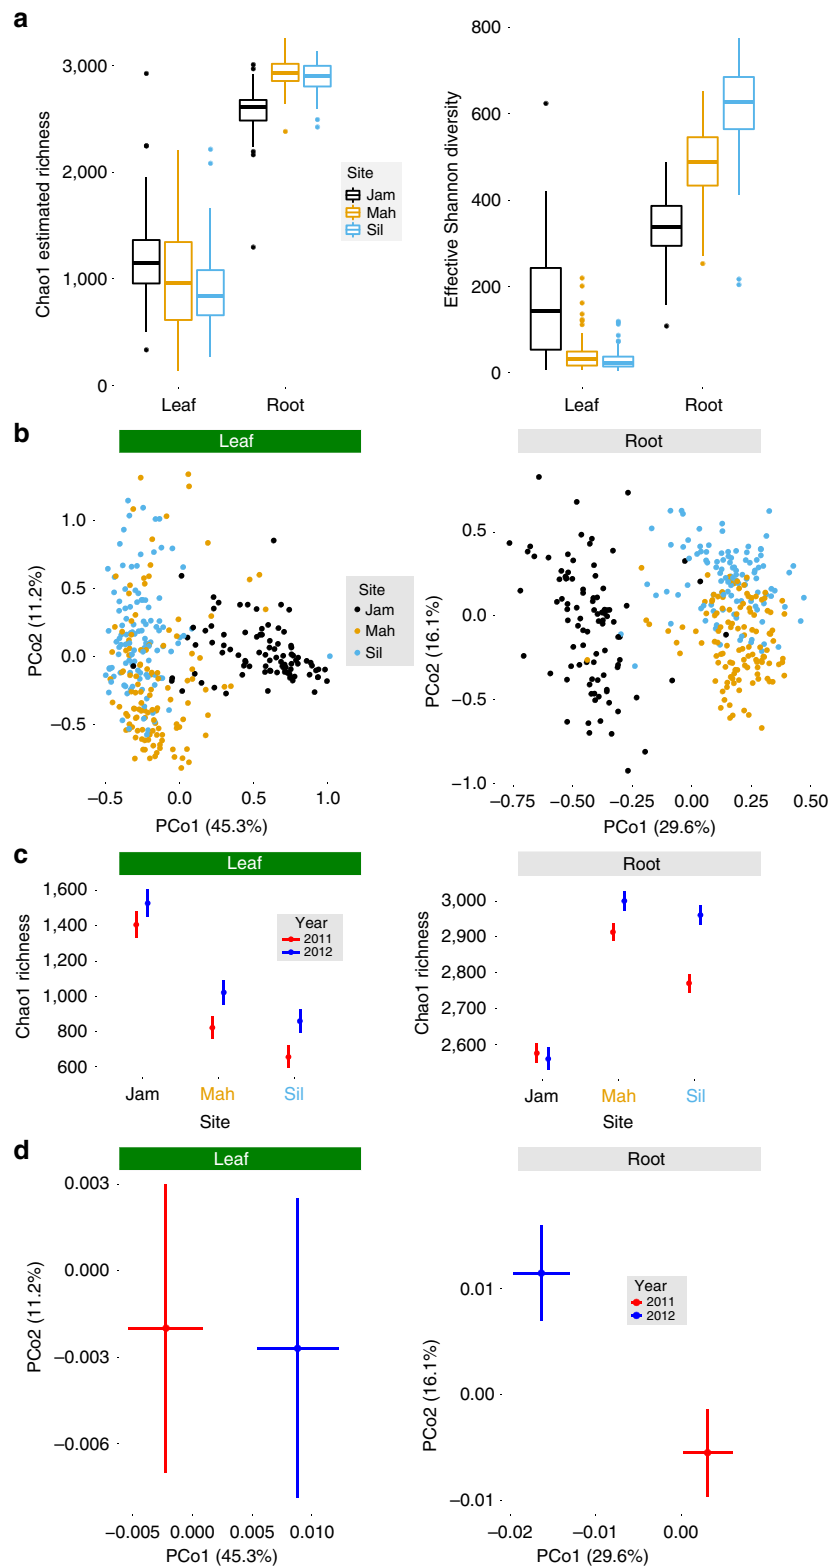 a
Chao1 estimated richness
3,000
2,000
1,000
0
Leaf
Root
Site
Jam
Mah
Sil
Effective Shannon diversity
800
600
400
200
0
Leaf
Root
b
Leaf
PCo2 (11.2%)
1.0
0.5
0.0
−0.5
−0.5
0.0
0.5
1.0
PCo1 (45.3%)
Site
Jam
Mah
Sil
Root
PCo2 (16.1%)
0.5
0.0
−0.5
−1.0
−0.75
−0.50
−0.25
0.00
0.25
0.50
PCo1 (29.6%)
c
Leaf
Chao1 richness
1,600
1,400
1,200
1,000
800
600
Jam
Mah
Sil
Site
Year
2011
2012
Root
Chao1 richness
3,000
2,900
2,800
2,700
2,600
Jam
Mah
Sil
Site
d
Leaf
PCo2 (11.2%)
0.003
0.000
−0.003
−0.006
−0.005
0.000
0.005
0.010
PCo1 (45.3%)
Root
PCo2 (16.1%)
0.01
0.00
−0.01
−0.02
−0.01
0.00
PCo1 (29.6%)
Year
2011
2012